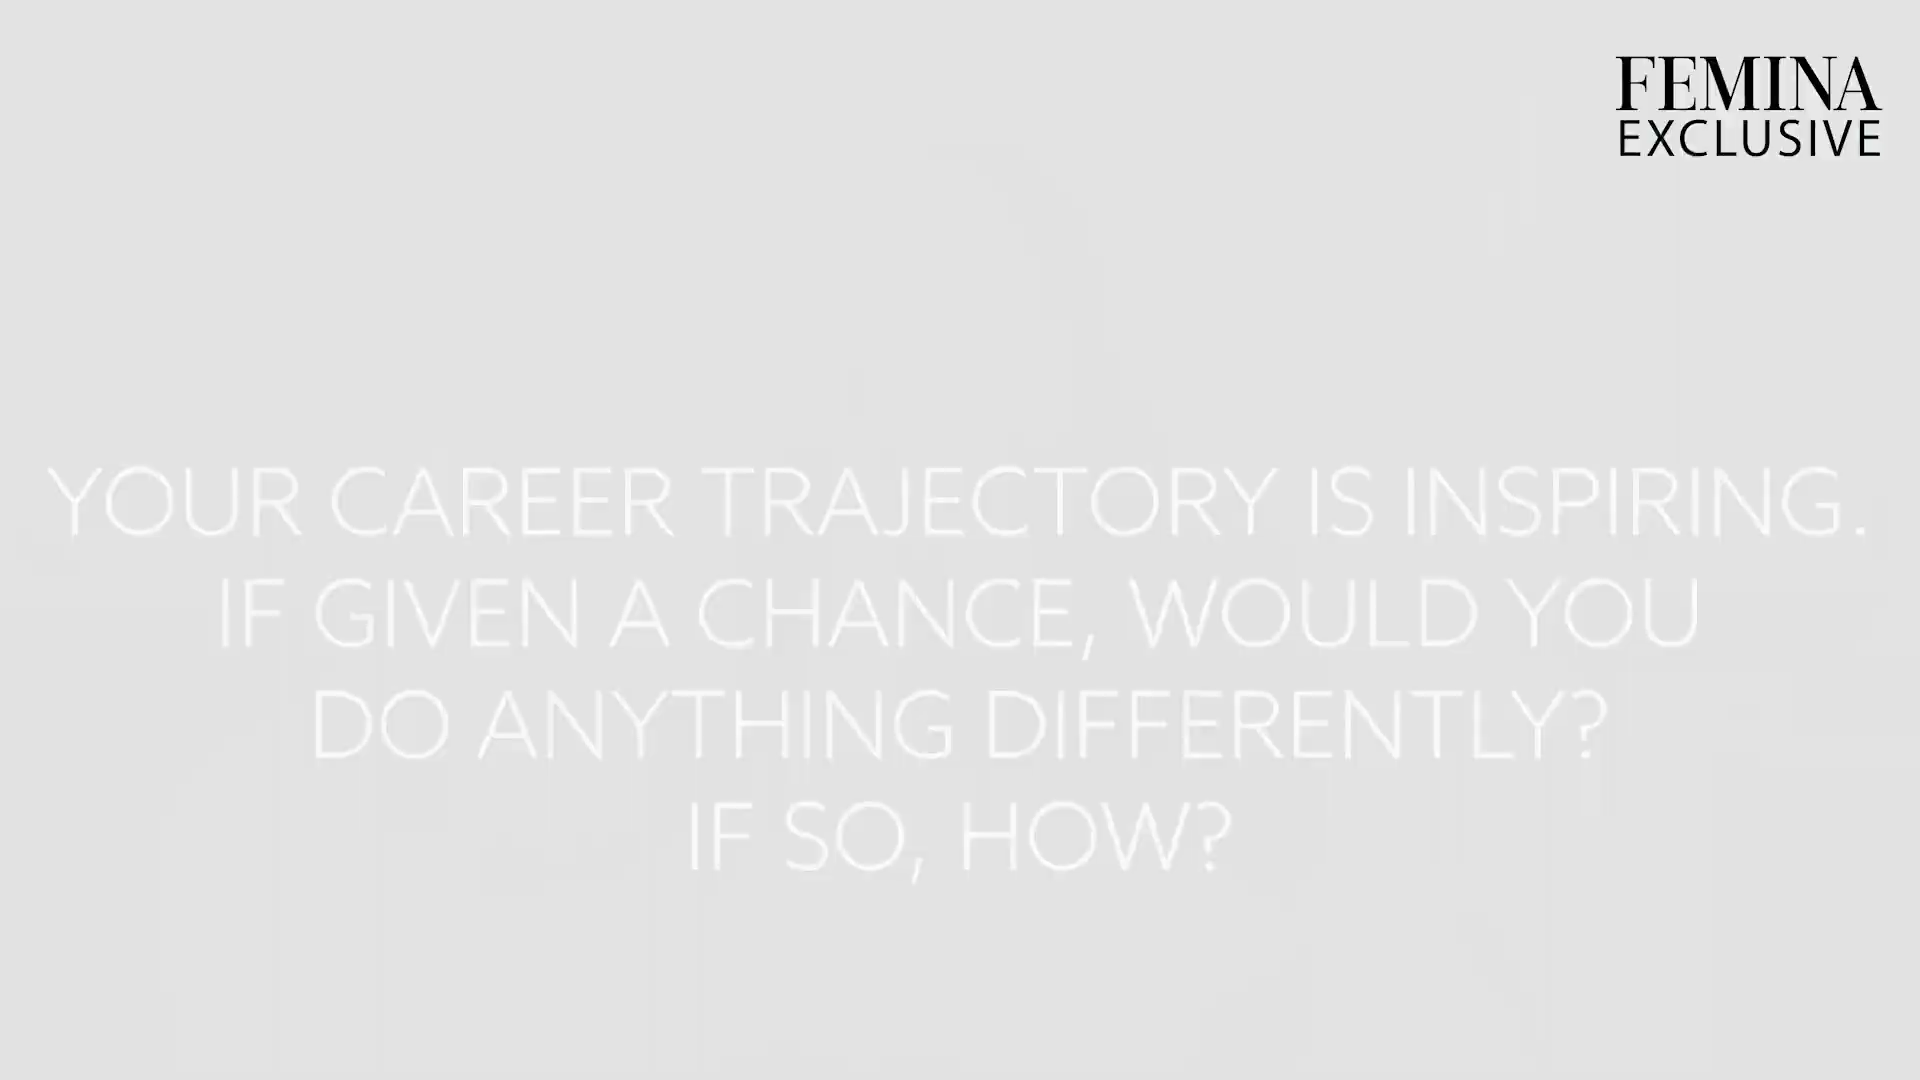 FEMINA
EXCLUSIVE
YOUR CAREER TRAJECTORY IS INSPIRING.
IF GIVEN A CHANCE, WOULD YOU
DO ANYTHING DIFFERENTLY?
IF SO, HOW?